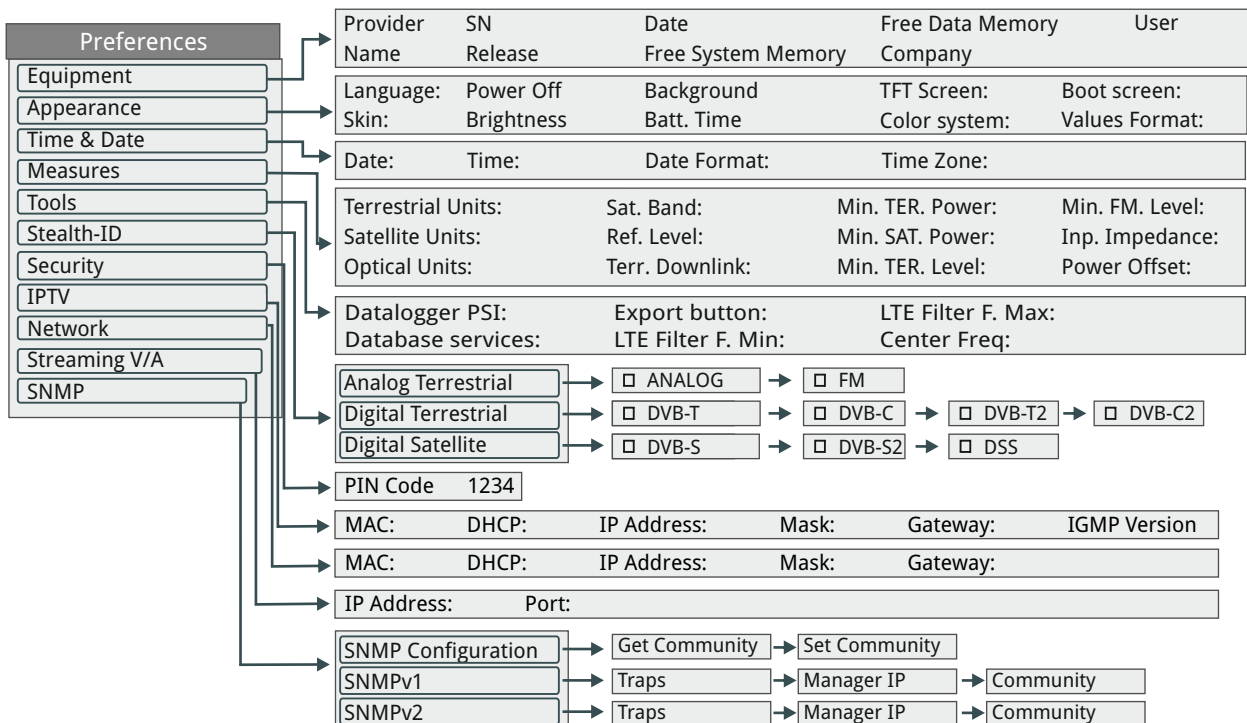 Preferences
Equipment
Appearance
Time & Date
Measures
Tools
Stealth-ID
Security
IPTV
Network
Streaming V/A
SNMP
Provider SN Date Free Data Memory User
Name Release Free System Memory Company
Language: Power Off Background TFT Screen: Boot screen:
Skin: Brightness Batt. Time Color system: Values Format:
Date: Time: Date Format: Time Zone:
Terrestrial Units: Sat. Band: Min. TER. Power: Min. FM. Level:
Satellite Units: Ref. Level: Min. SAT. Power: Inp. Impedance:
Optical Units: Terr. Downlink: Min. TER. Level: Power Offset:
Datalogger PSI: Export button: LTE Filter F. Max:
Database services: LTE Filter F. Min: Center Freq:
Analog Terrestrial ANALOG FM
Digital Terrestrial DVB-T DVB-C DVB-T2 DVB-C2
Digital Satellite DVB-S DVB-S2 DSS
PIN Code 1234
MAC: DHCP: IP Address: Mask: Gateway: IGMP Version
MAC: DHCP: IP Address: Mask: Gateway:
IP Address: Port:
SNMP Configuration Get Community Set Community
SNMPv1 Traps Manager IP Community
SNMPv2 Traps Manager IP Community